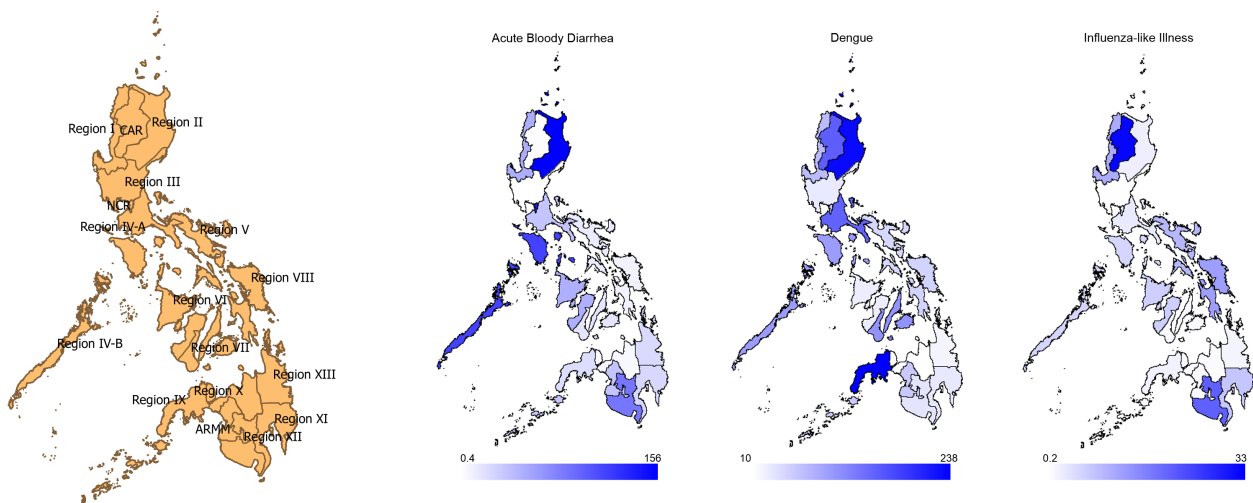 Acute Bloody Diarrhea
Dengue
Influenza-like Illness
Region I
CAR
Region II
Region III
NCR
Region IV-A
Region V
Region VIII
Region VI
Region IV-B
Region VII
Region XIII
Region X
Region IX
Region XI
ARMM
Region XII
0.4
156
10
238
0.2
33